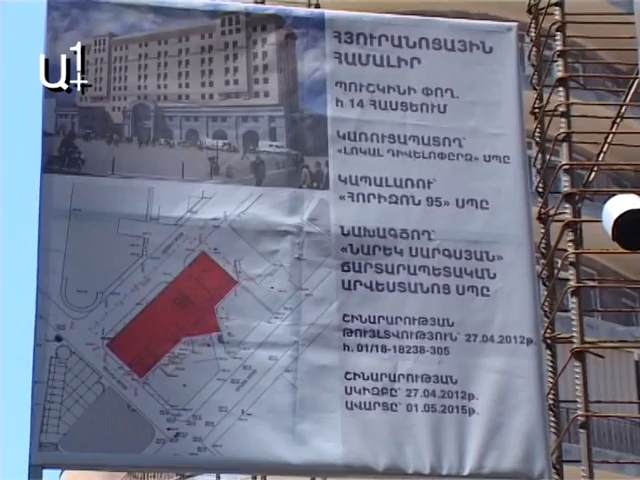 Ա1+
ՀՅՈՒՐԱՆՈՑԱՅԻՆ
ՀԱՄԱԼԻՐ
ՊՈՒՇԿԻՆԻ ՓՈՂ.
հ.14 ՀԱՍՑԵՈՒՄ
ԿԱՌՈՒՑԱՊԱՏՈՂ՝
«ԼՈԿԱԼ ԴԻՎԵԼՈՓԸՐԶ» ՍՊԸ
ԿԱՊԱԼԱՌՈՒ՝
«ՀՈՐԻԶՈՆ 95» ՍՊԸ
ՆԱԽԱԳԾՈՂ՝
«ՆԱՐԵԿ ՍԱՐԳՍՅԱՆ»
ՃԱՐՏԱՐԱՊԵՏԱԿԱՆ
ԱՐՎԵՍՏԱՆՈՑ ՍՊԸ
ՇԻՆԱՐԱՐՈՒԹՅԱՆ
ԹՈՒՅԼՏՎՈՒԹՅՈՒՆ՝ 27.04.2012թ.
հ. 01/18-18238-305
ՇԻՆԱՐԱՐՈՒԹՅԱՆ
ՍԿԻԶԲԸ՝ 27.04.2012թ.
ԱՎԱՐՏԸ՝ 01.05.2015թ.